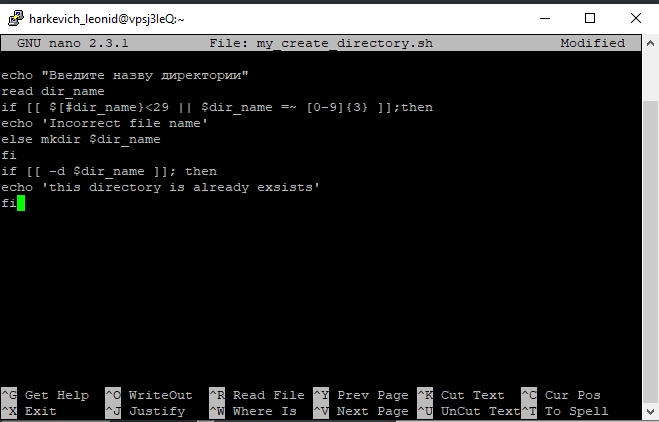 harkevich_leonid@vpsj3leQ:~
GNU nano 2.3.1 File: my_create_directory.sh Modified
echo "Введите назву директории"
read dir_name
if [[ $[#dir_name}<29 || $dir_name =~ [0-9]{3} ]];then
echo 'Incorrect file name'
else mkdir $dir_name
fi
if [[ -d $dir_name ]]; then
echo 'this directory is already exsists'
fi
^G Get Help ^O WriteOut ^R Read File ^Y Prev Page ^K Cut Text ^C Cur Pos
^X Exit ^J Justify ^W Where Is ^V Next Page ^U UnCut Text ^T To Spell